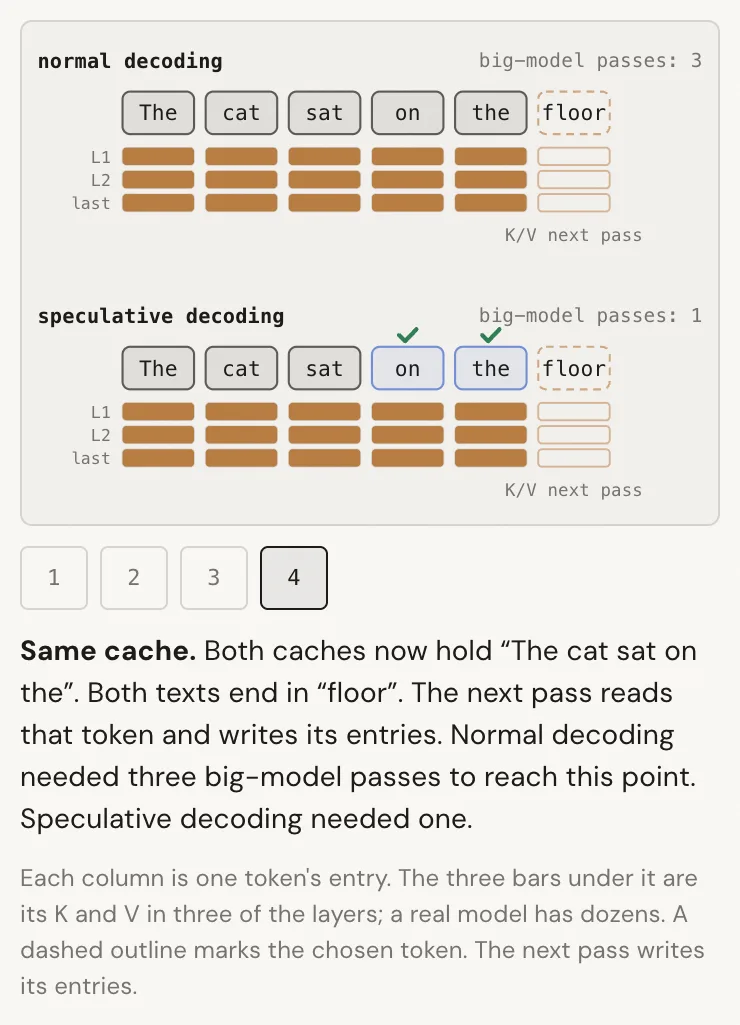 normal decoding
big-model passes: 3
The cat sat on the floor
L1
L2
last
K/V next pass
speculative decoding
big-model passes: 1
The cat sat on the floor
L1
L2
last
K/V next pass
1 2 3 4
Same cache. Both caches now hold “The cat sat on
the”. Both texts end in “floor”. The next pass reads
that token and writes its entries. Normal decoding
needed three big-model passes to reach this point.
Speculative decoding needed one.
Each column is one token's entry. The three bars under it are
its K and V in three of the layers; a real model has dozens. A
dashed outline marks the chosen token. The next pass writes
its entries.